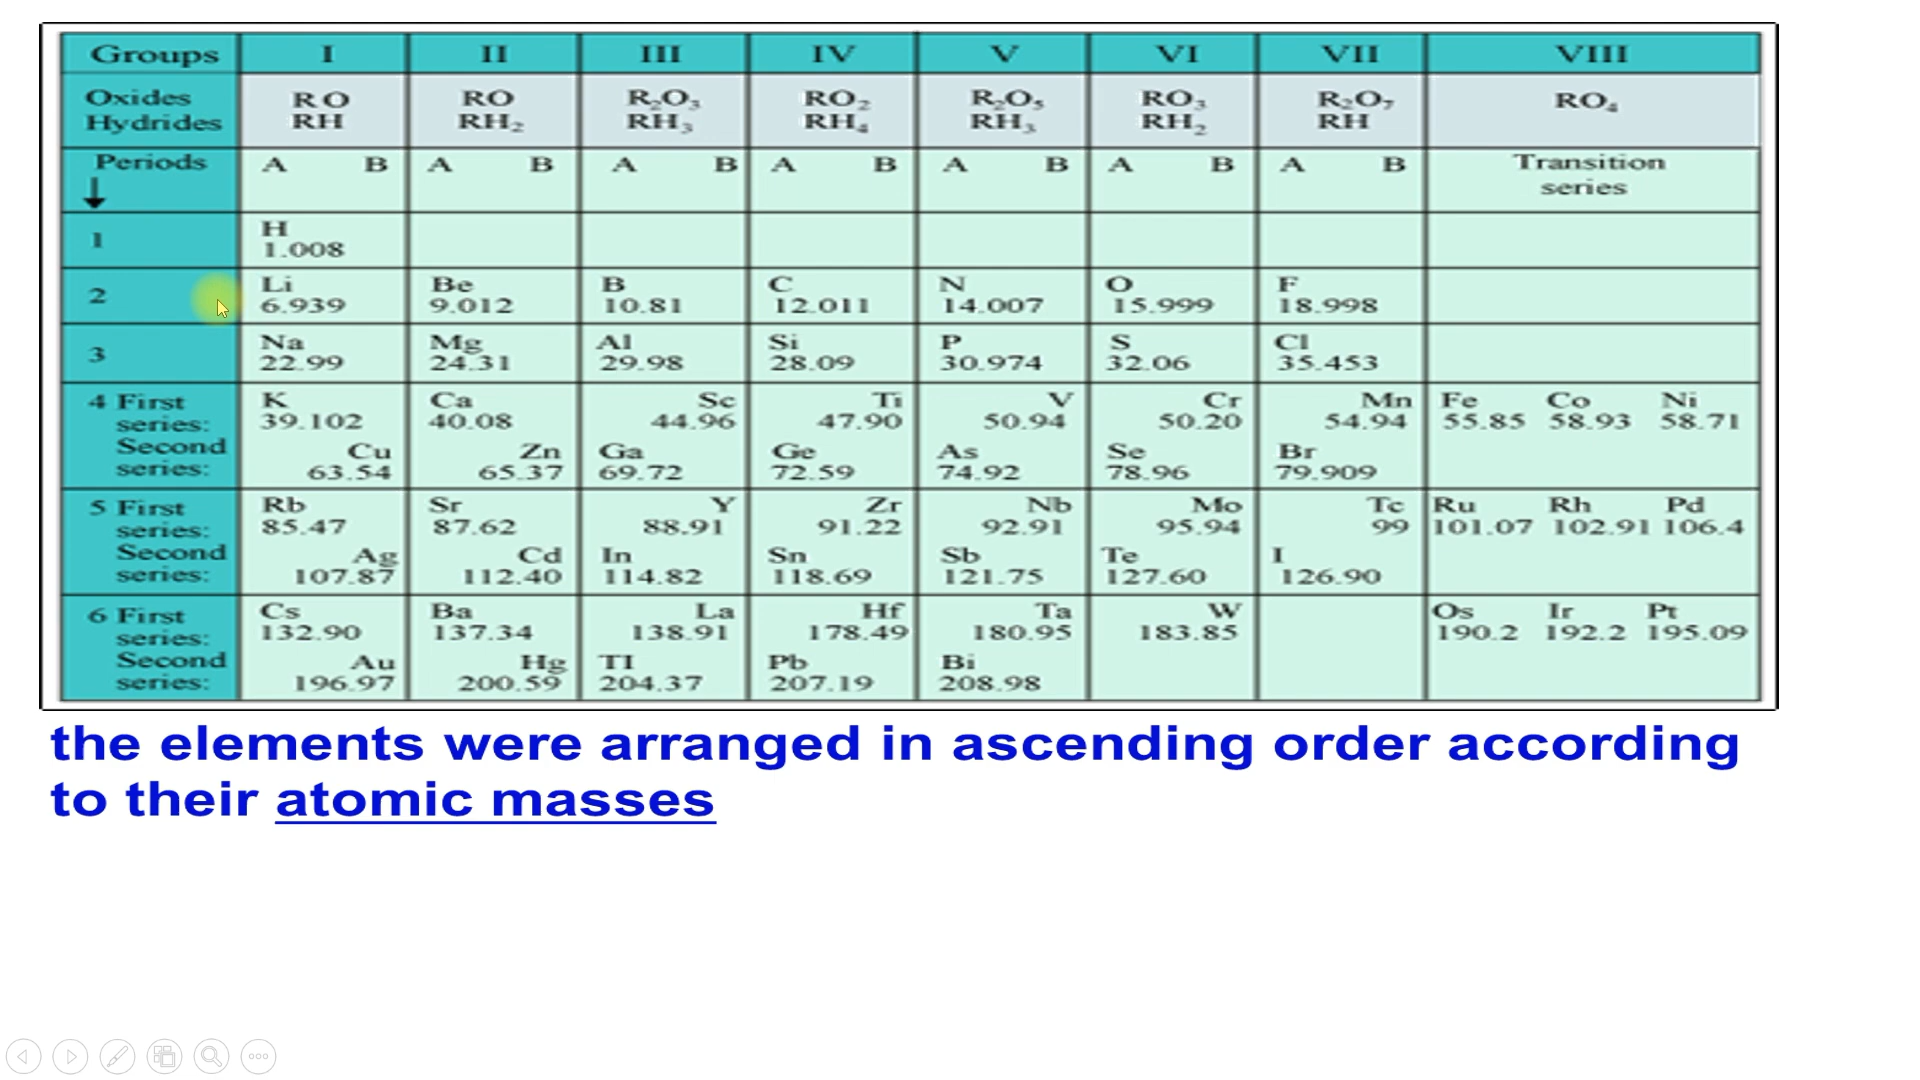 Groups I II III IV V VI VII VIII
Oxides RO RO R₂O₃ RO₂ R₂O₅ RO₃ R₂O₇ RO₄
Hydrides RH RH₂ RH₃ RH₄ RH₃ RH₂ RH
Periods A B A B A B A B A B A B A B Transition
series
1 H
1.008
2 Li Be B C N O F
6.939 9.012 10.81 12.011 14.007 15.999 18.998
3 Na Mg Al Si P S Cl
22.99 24.31 29.98 28.09 30.974 32.06 35.453
4 First K Ca Sc Ti V Cr Mn Fe Co Ni
series: 39.102 40.08 44.96 47.90 50.94 50.20 54.94 55.85 58.93 58.71
Second Cu Zn Ga Ge As Se Br
series: 63.54 65.37 69.72 72.59 74.92 78.96 79.909
5 First Rb Sr Y Zr Nb Mo Tc Ru Rh Pd
series: 85.47 87.62 88.91 91.22 92.91 95.94 99 101.07 102.91 106.4
Second Ag Cd In Sn Sb Te I
series: 107.87 112.40 114.82 118.69 121.75 127.60 126.90
6 First Cs Ba La Hf Ta W Os Ir Pt
series: 132.90 137.34 138.91 178.49 180.95 183.85 190.2 192.2 195.09
Second Au Hg TI Pb Bi
series: 196.97 200.59 204.37 207.19 208.98
the elements were arranged in ascending order according
to their atomic masses